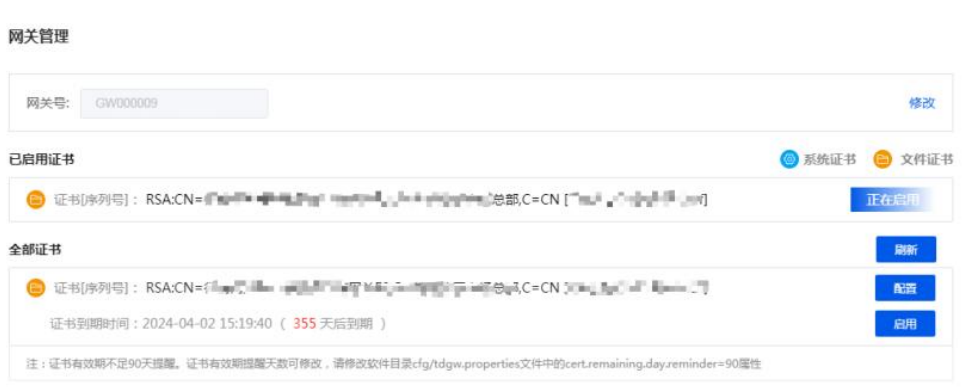 网关管理
网关号: GW000009 修改
已启用证书 系统证书 文件证书
证书[序列号]: RSA:CN= 总部,C=CN [ ] 正在启用
全部证书 刷新
证书[序列号]: RSA:CN= ,C=CN 配置
证书到期时间:2024-04-02 15:19:40 ( 355 天后到期 ) 启用
注:证书有效期不足90天提醒。证书有效期提醒天数可修改,请修改软件目录cfg/tdgw.properties文件中的cert.remaining.day.reminder=90属性